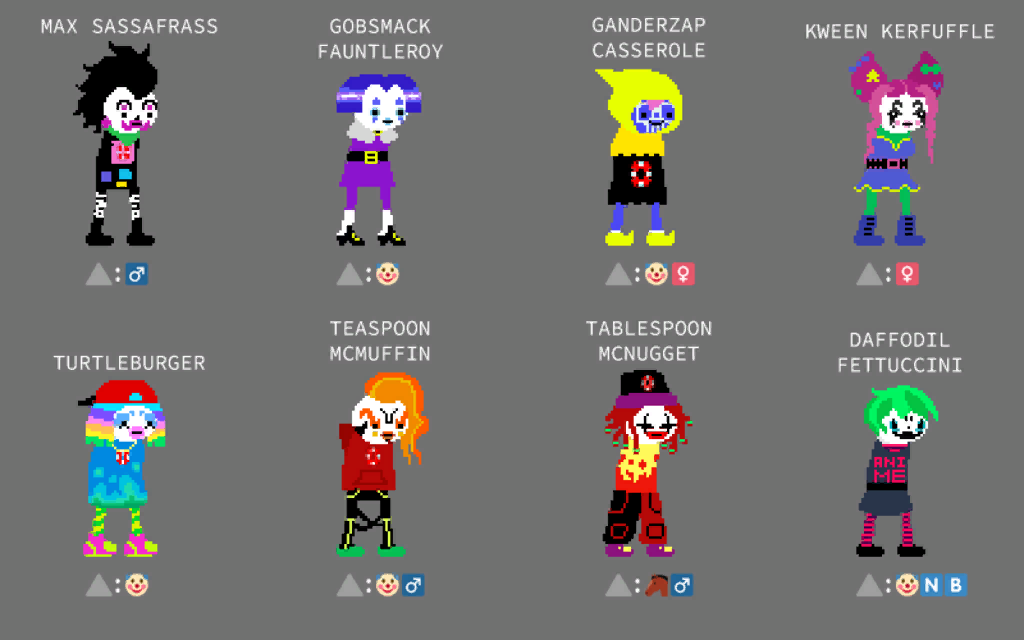 MAX SASSAFRASS
GOBSMACK
FAUNTLEROY
GANDERZAP
CASSEROLE
KWEEN KERFUFFLE
:
:
:
:
TURTLEBURGER
TEASPOON
MCMUFFIN
TABLESPOON
MCNUGGET
DAFFODIL
FETTUCCINI
ANI
ME
:
:
:
: N B